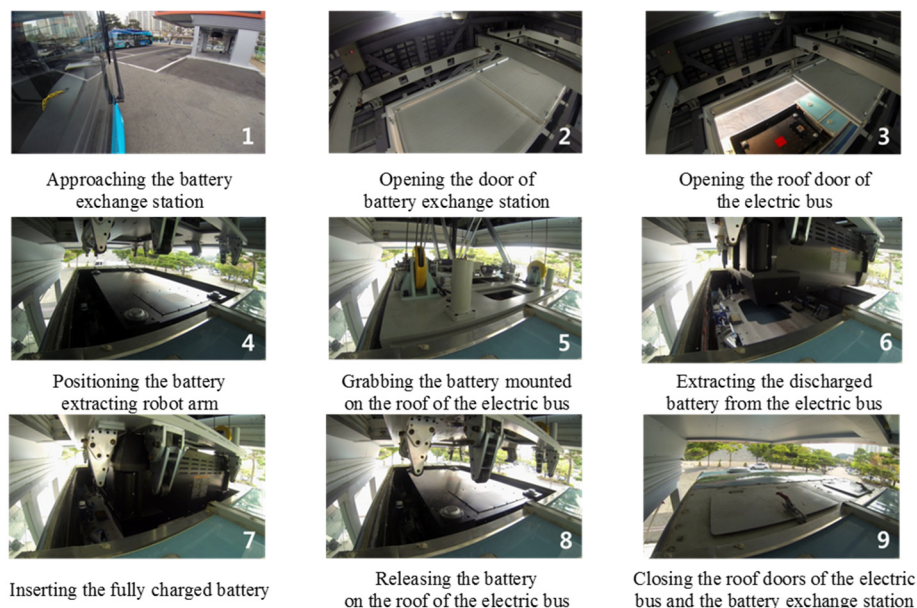 1
2
3
Approaching the battery
exchange station
Opening the door of
battery exchange station
Opening the roof door of
the electric bus
4
5
6
Positioning the battery
extracting robot arm
Grabbing the battery mounted
on the roof of the electric bus
Extracting the discharged
battery from the electric bus
7
8
9
Inserting the fully charged battery
Releasing the battery
on the roof of the electric bus
Closing the roof doors of the electric
bus and the battery exchange station